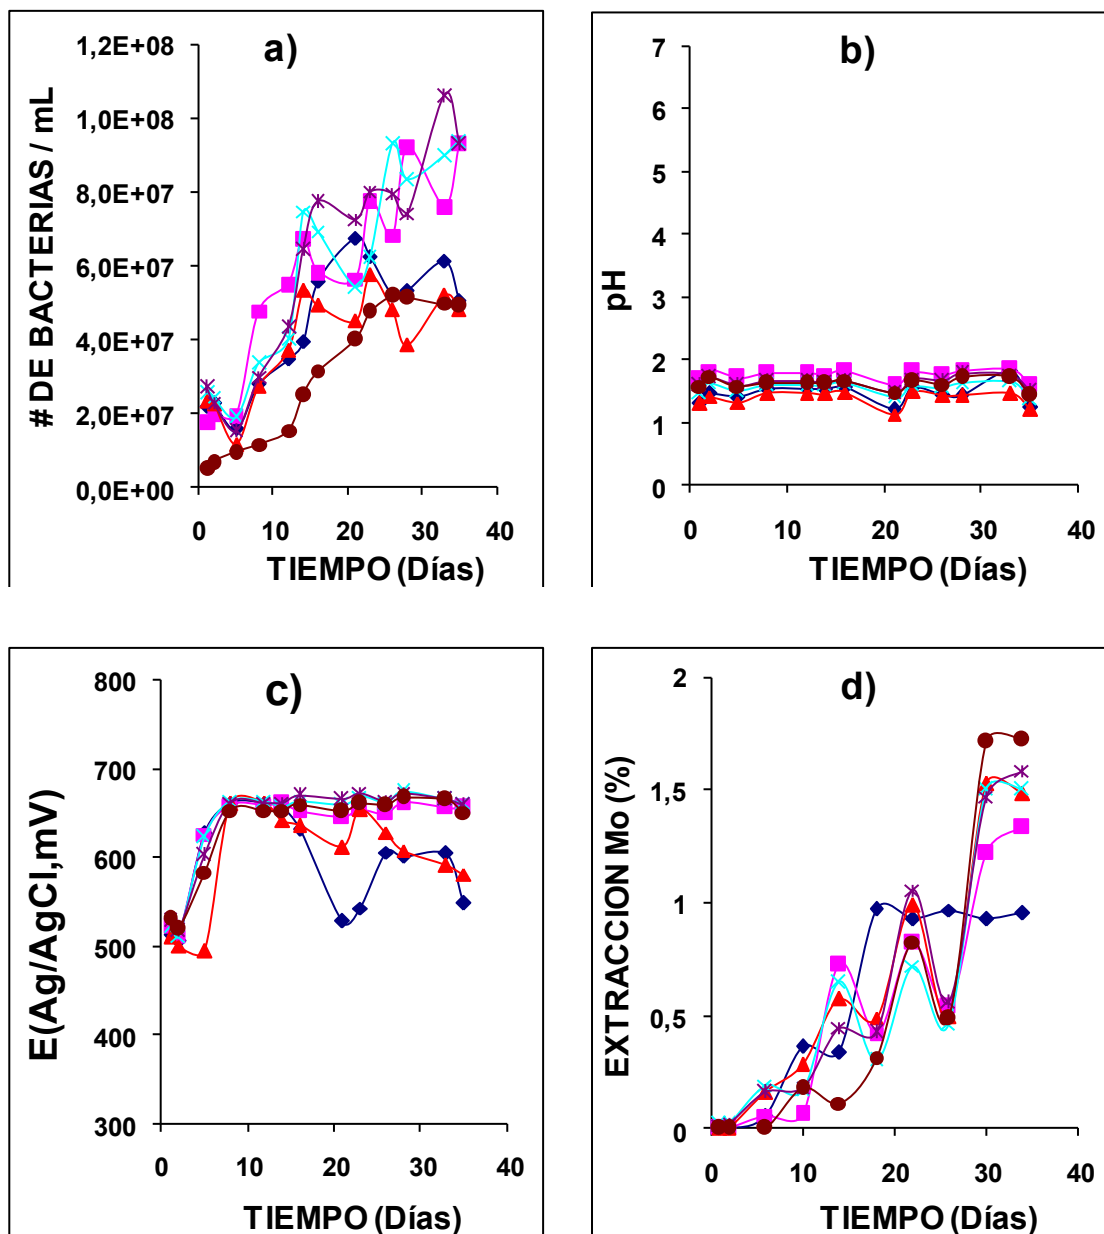 a)
# DE BACTERIAS / mL
1,2E+08
1,0E+08
8,0E+07
6,0E+07
4,0E+07
2,0E+07
0,0E+00
0 10 20 30 40
TIEMPO (Días)
b)
pH
7
6
5
4
3
2
1
0
0 10 20 30 40
TIEMPO (Días)
c)
E(Ag/AgCl,mV)
800
700
600
500
400
300
0 10 20 30 40
TIEMPO (Días)
d)
EXTRACCION Mo (%)
2
1,5
1
0,5
0
0 10 20 30 40
TIEMPO (Días)